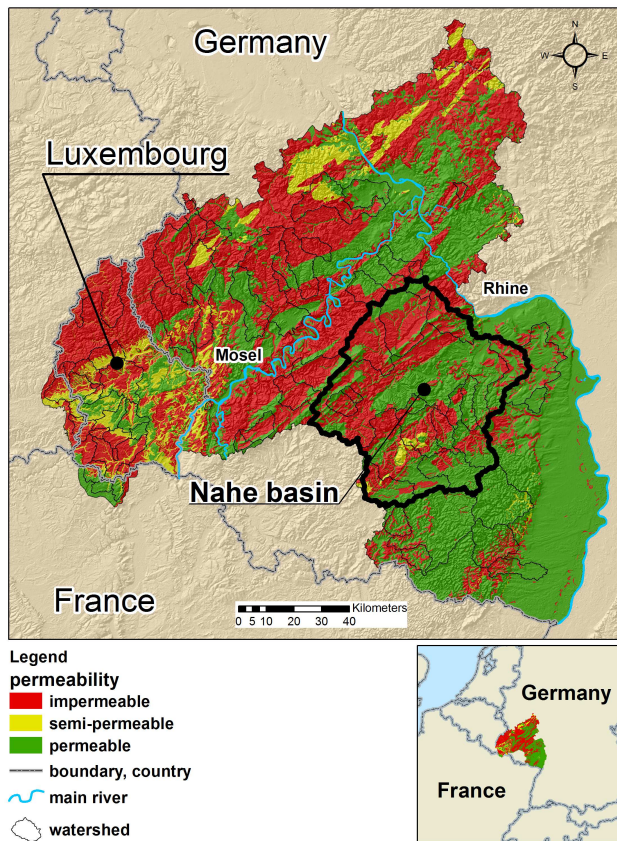 Germany
N
W
E
S
Luxembourg
Rhine
Mosel
Nahe basin
France
Kilometers
0 5 10 20 30 40
Legend
permeability
impermeable
semi-permeable
permeable
boundary, country
main river
watershed
Germany
France